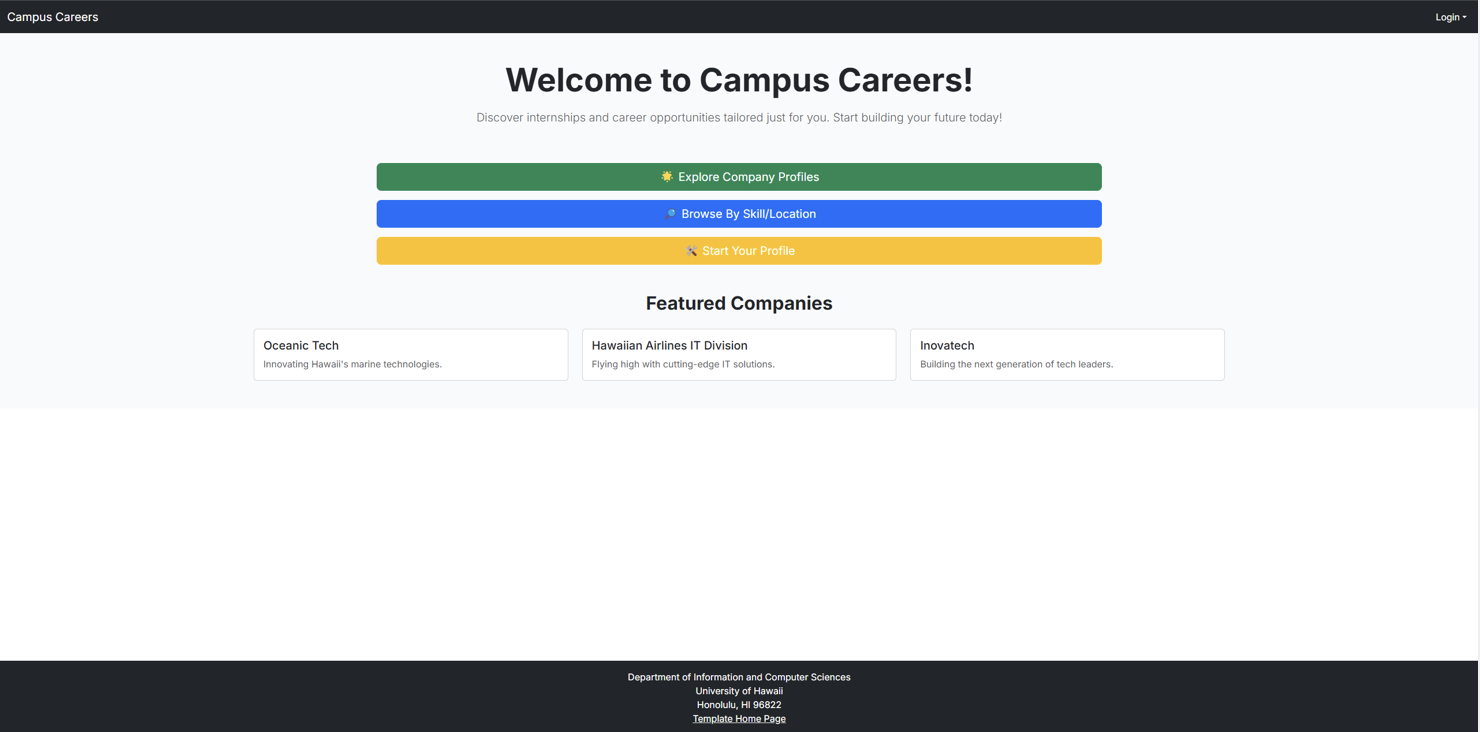 Campus Careers
Login
Welcome to Campus Careers!
Discover internships and career opportunities tailored just for you. Start building your future today!
🌟 Explore Company Profiles
🔎 Browse By Skill/Location
🛠️ Start Your Profile
Featured Companies
Oceanic Tech
Innovating Hawaii's marine technologies.
Hawaiian Airlines IT Division
Flying high with cutting-edge IT solutions.
Inovatech
Building the next generation of tech leaders.
Department of Information and Computer Sciences
University of Hawaii
Honolulu, HI 96822
Template Home Page